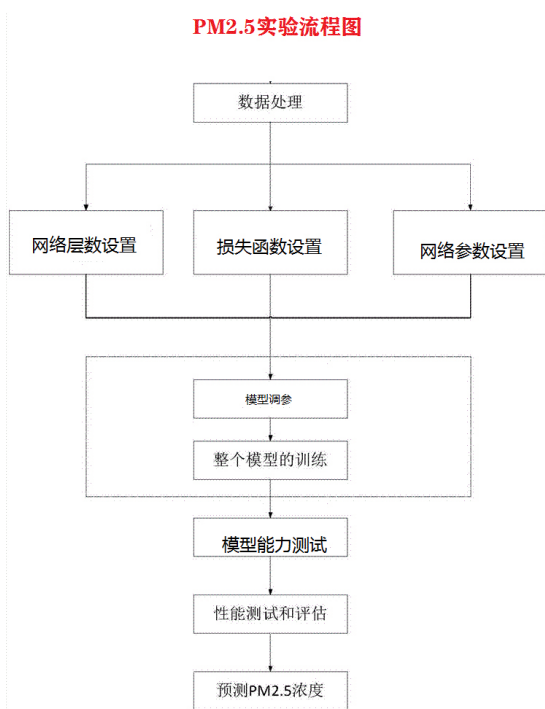 PM2.5实验流程图
数据处理
网络层数设置
损失函数设置
网络参数设置
模型调参
整个模型的训练
模型能力测试
性能测试和评估
预测PM2.5浓度